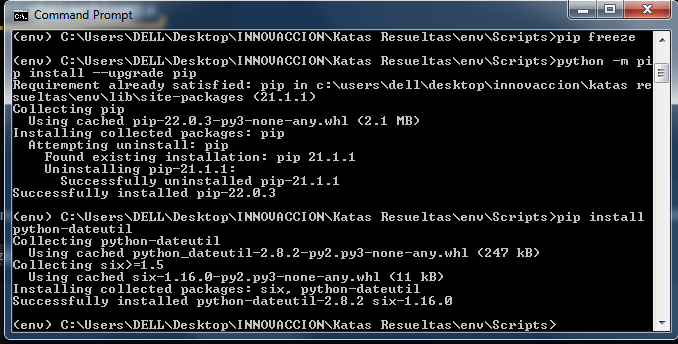 Command Prompt
(env) C:\Users\DELL\Desktop\INNOVACCION\Katas Resueltas\env\Scripts>pip freeze
(env) C:\Users\DELL\Desktop\INNOVACCION\Katas Resueltas\env\Scripts>python -m pi
p install --upgrade pip
Requirement already satisfied: pip in c:\users\dell\desktop\innovaccion\katas re
sueltas\env\lib\site-packages (21.1.1)
Collecting pip
  Using cached pip-22.0.3-py3-none-any.whl (2.1 MB)
Installing collected packages: pip
  Attempting uninstall: pip
    Found existing installation: pip 21.1.1
    Uninstalling pip-21.1.1:
      Successfully uninstalled pip-21.1.1
Successfully installed pip-22.0.3
(env) C:\Users\DELL\Desktop\INNOVACCION\Katas Resueltas\env\Scripts>pip install
python-dateutil
Collecting python-dateutil
  Using cached python_dateutil-2.8.2-py2.py3-none-any.whl (247 kB)
Collecting six>=1.5
  Using cached six-1.16.0-py2.py3-none-any.whl (11 kB)
Installing collected packages: six, python-dateutil
Successfully installed python-dateutil-2.8.2 six-1.16.0
(env) C:\Users\DELL\Desktop\INNOVACCION\Katas Resueltas\env\Scripts>